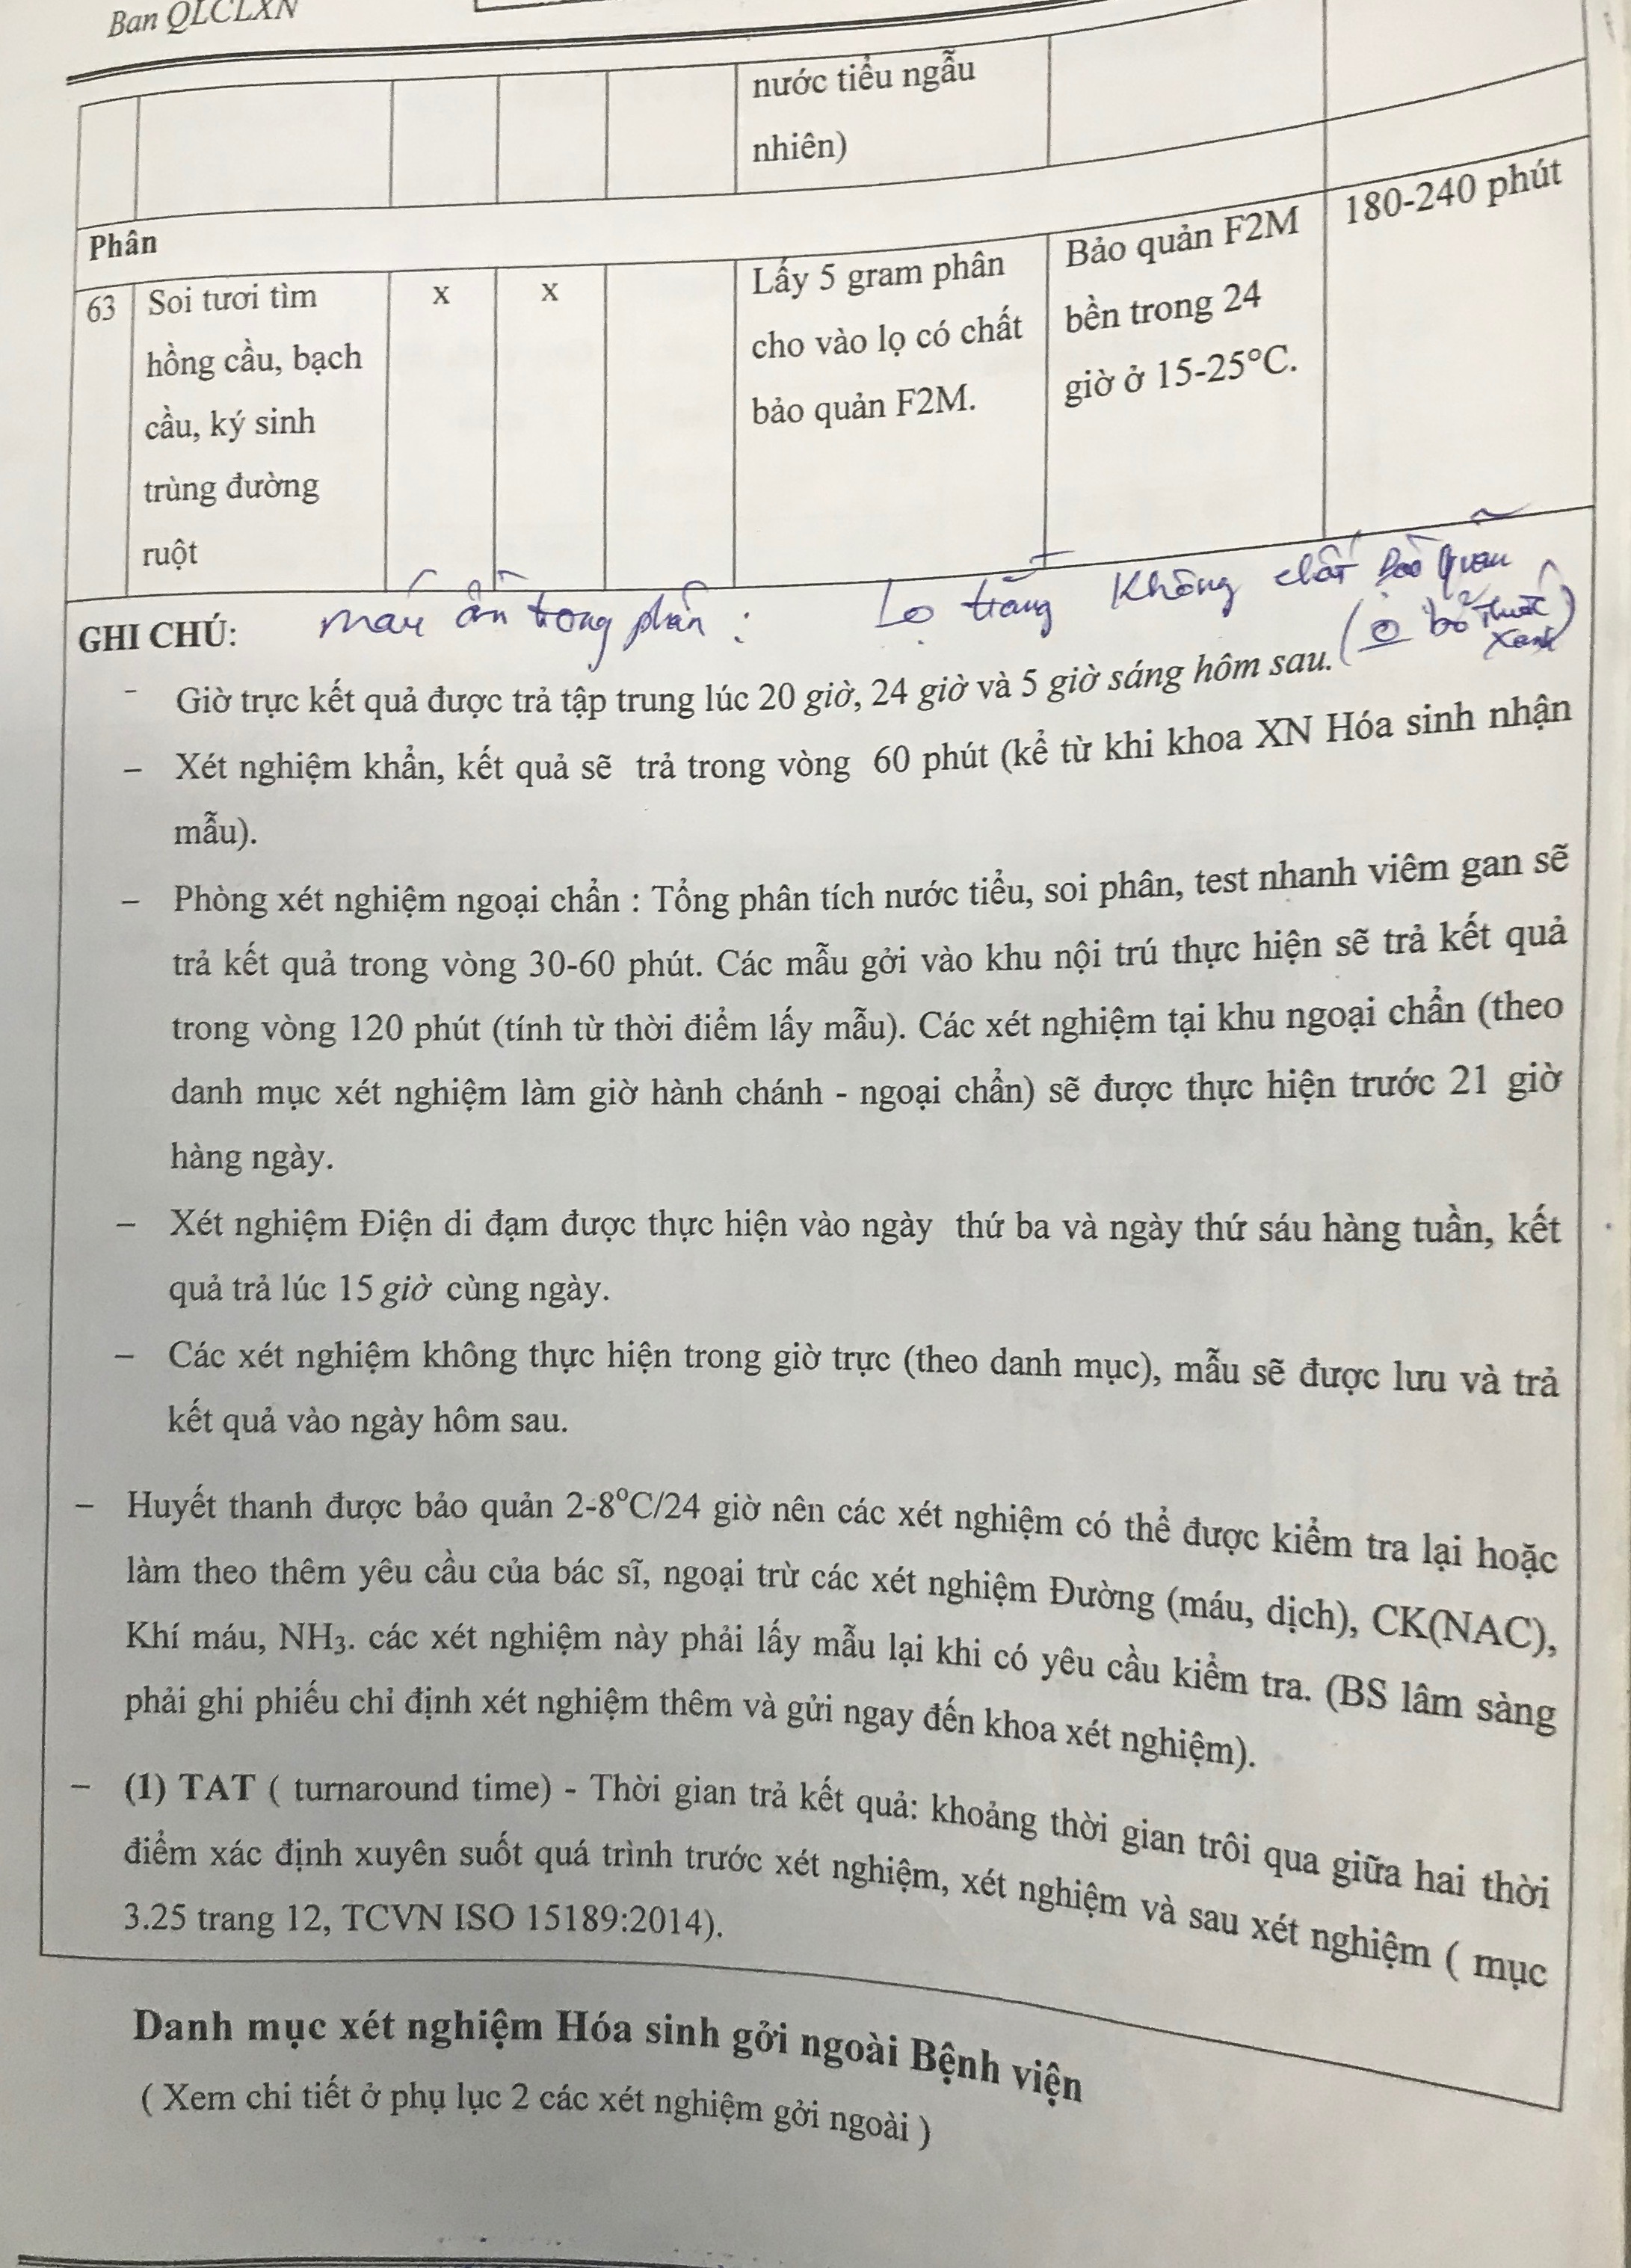 Ban QLCLXN
nước tiểu ngẫu
nhiên)
Phân
63
Soi tươi tìm
hồng cầu, bạch
cầu, ký sinh
trùng đường
ruột
x
x
Lấy 5 gram phân
cho vào lọ có chất
bảo quản F2M.
Bảo quản F2M
bền trong 24
giờ ở 15-25°C.
180-240 phút
máu ẩn trong phân : Lọ trắng Không chất bảo quản
(bỏ thuốc
xanh)
GHI CHÚ:
- Giờ trực kết quả được trả tập trung lúc 20 giờ, 24 giờ và 5 giờ sáng hôm sau.
– Xét nghiệm khẩn, kết quả sẽ trả trong vòng 60 phút (kể từ khi khoa XN Hóa sinh nhận
mẫu).
– Phòng xét nghiệm ngoại chẩn : Tổng phân tích nước tiểu, soi phân, test nhanh viêm gan sẽ
trả kết quả trong vòng 30-60 phút. Các mẫu gởi vào khu nội trú thực hiện sẽ trả kết quả
trong vòng 120 phút (tính từ thời điểm lấy mẫu). Các xét nghiệm tại khu ngoại chẩn (theo
danh mục xét nghiệm làm giờ hành chánh - ngoại chẩn) sẽ được thực hiện trước 21 giờ
hàng ngày.
– Xét nghiệm Điện di đạm được thực hiện vào ngày thứ ba và ngày thứ sáu hàng tuần, kết
quả trả lúc 15 giờ cùng ngày.
– Các xét nghiệm không thực hiện trong giờ trực (theo danh mục), mẫu sẽ được lưu và trả
kết quả vào ngày hôm sau.
– Huyết thanh được bảo quản 2-8⁰C/24 giờ nên các xét nghiệm có thể được kiểm tra lại hoặc
làm theo thêm yêu cầu của bác sĩ, ngoại trừ các xét nghiệm Đường (máu, dịch), CK(NAC),
Khí máu, NH₃. các xét nghiệm này phải lấy mẫu lại khi có yêu cầu kiểm tra. (BS lâm sàng
phải ghi phiếu chỉ định xét nghiệm thêm và gửi ngay đến khoa xét nghiệm).
– (1) TAT ( turnaround time) - Thời gian trả kết quả: khoảng thời gian trôi qua giữa hai thời
điểm xác định xuyên suốt quá trình trước xét nghiệm, xét nghiệm và sau xét nghiệm ( mục
3.25 trang 12, TCVN ISO 15189:2014).
Danh mục xét nghiệm Hóa sinh gởi ngoài Bệnh viện
( Xem chi tiết ở phụ lục 2 các xét nghiệm gởi ngoài )